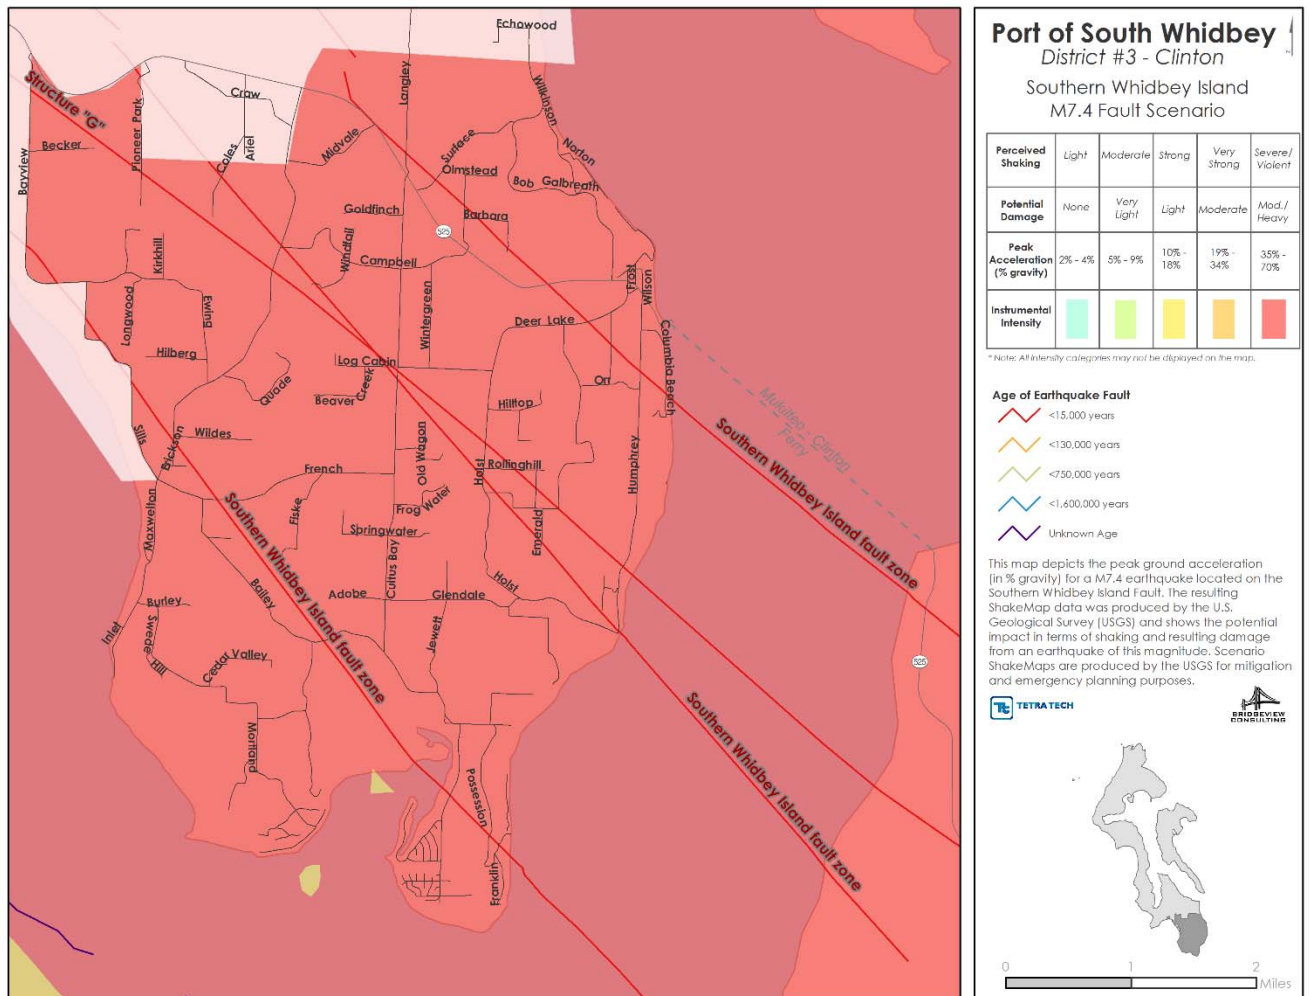 Echowood
Structure "G"
Craw
Langley
Wilkinson
Pioneer Park
Becker
Coles
Ariel
Midvale
Surface
Norton
Bayview
Olmstead
Bob Galbreath
Goldfinch
Barbara
525
Windfall
Kirkhill
Campbell
Frost
Wilson
Longwood
Ewing
Wintergreen
Deer Lake
Columbia Beach
Hilberg
Log Cabin
Quade
Beaver Creek
Orr
Hilltop
Mukilteo - Clinton
Ferry
Sills
Erickson
Wildes
Old Wagon
Humphrey
Southern Whidbey Island fault zone
French
Holst
Rollinghill
Maxwelton
Southern Whidbey Island fault zone
Fiske
Frog Water
Springwater
Emerald
Cultus Bay
Bailey
Adobe
Glendale
Holst
Burley
Swede Hill
Inlet
Jewett
Cedar Valley
525
Southern Whidbey Island fault zone
Morlland
Possession
Franklin
Port of South Whidbey
District #3 - Clinton
Southern Whidbey Island
M7.4 Fault Scenario
Perceived Shaking Light Moderate Strong Very Strong Severe/ Violent
Potential Damage None Very Light Light Moderate Mod./ Heavy
Peak Acceleration (% gravity) 2% - 4% 5% - 9% 10% - 18% 19% - 34% 35% - 70%
Instrumental Intensity
* Note: All intensity categories may not be displayed on the map.
Age of Earthquake Fault
<15,000 years
<130,000 years
<750,000 years
<1,600,000 years
Unknown Age
This map depicts the peak ground acceleration
(in % gravity) for a M7.4 earthquake located on the
Southern Whidbey Island Fault. The resulting
ShakeMap data was produced by the U.S.
Geological Survey (USGS) and shows the potential
impact in terms of shaking and resulting damage
from an earthquake of this magnitude. Scenario
ShakeMaps are produced by the USGS for mitigation
and emergency planning purposes.
TETRA TECH
BRIDGEVIEW
CONSULTING
0 1 2
Miles